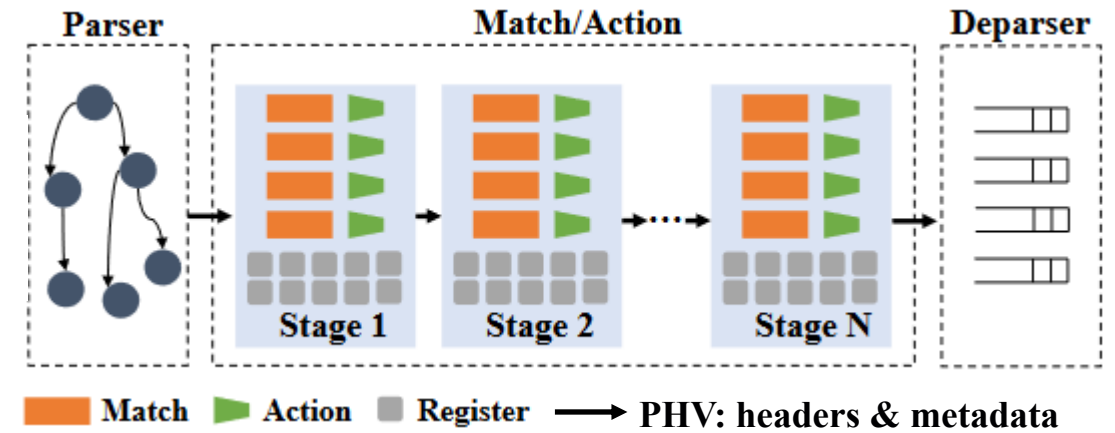 Parser
Match/Action
Deparser
Stage 1
Stage 2
Stage N
Match
Action
Register
PHV: headers & metadata